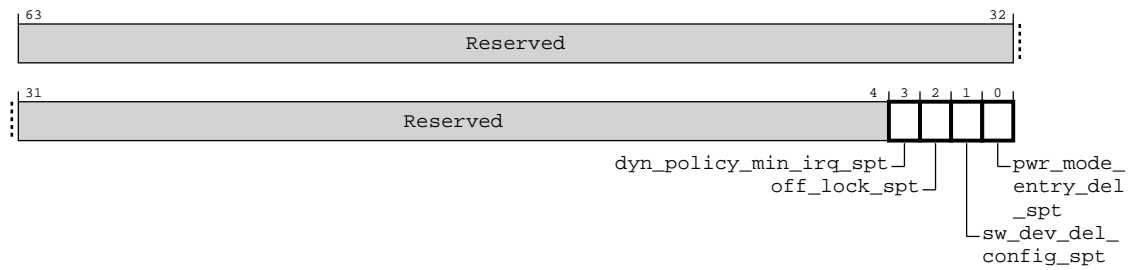 63 32
Reserved
31 4 3 2 1 0
Reserved
dyn_policy_min_irq_spt
off_lock_spt
pwr_mode_
entry_del
_spt
sw_dev_del_
config_spt